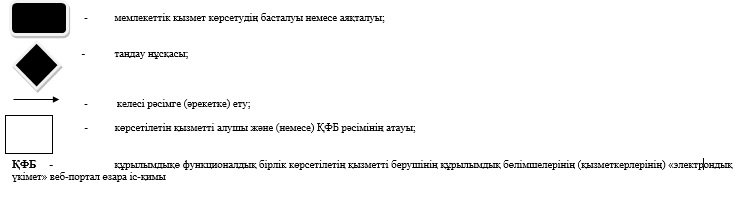 - мемлекеттік қызмет көрсетудің басталуы немесе аяқталуы;
- таңдау нұсқасы;
- келесі рәсімге (әрекетке) өту;
- көрсетілетін қызметті алушы және (немесе) ҚФБ рәсімінің атауы;
ҚФБ - құрылымдықө функционалдық бірлік көрсетілетін қызметті берушінің құрылымдық бөлімшелерінің (қызметкерлерінің) «электрондық
үкімет» веб-портал өзара іс-қимы